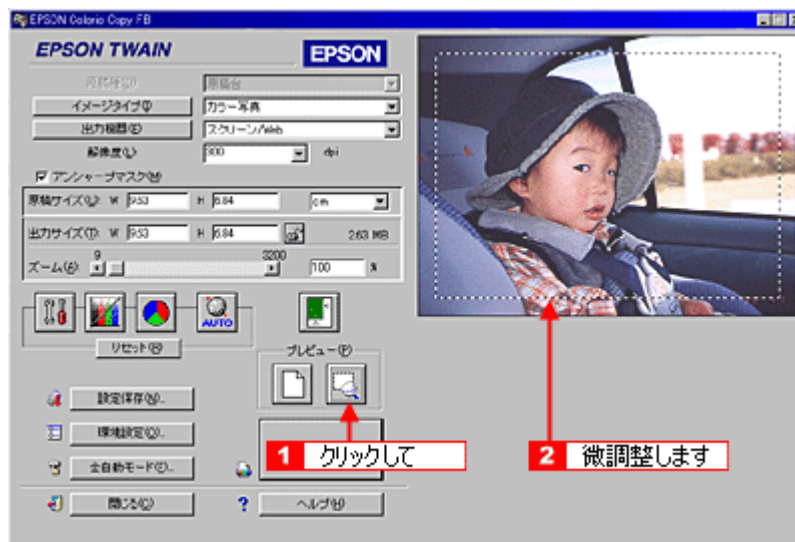 EPSON Colorio Copy FB
EPSON TWAIN
EPSON
原稿台
イメージタイプ(I)
カラー写真
出力機器(E)
スクリーン/Web
解像度(L)
300
dpi
アンシャープマスク(M)
原稿サイズ(U): W 9.53 H 6.84 cm
出力サイズ(T): W 9.53 H 6.84 2.63 MB
9 3200
ズーム(G) 100 %
AUTO
リセット(R)
プレビュー(P)
設定保存(N)..
環境設定(O)..
全自動モード(F)..
閉じる(C)
? ヘルプ(H)
1 クリックして
2 微調整します